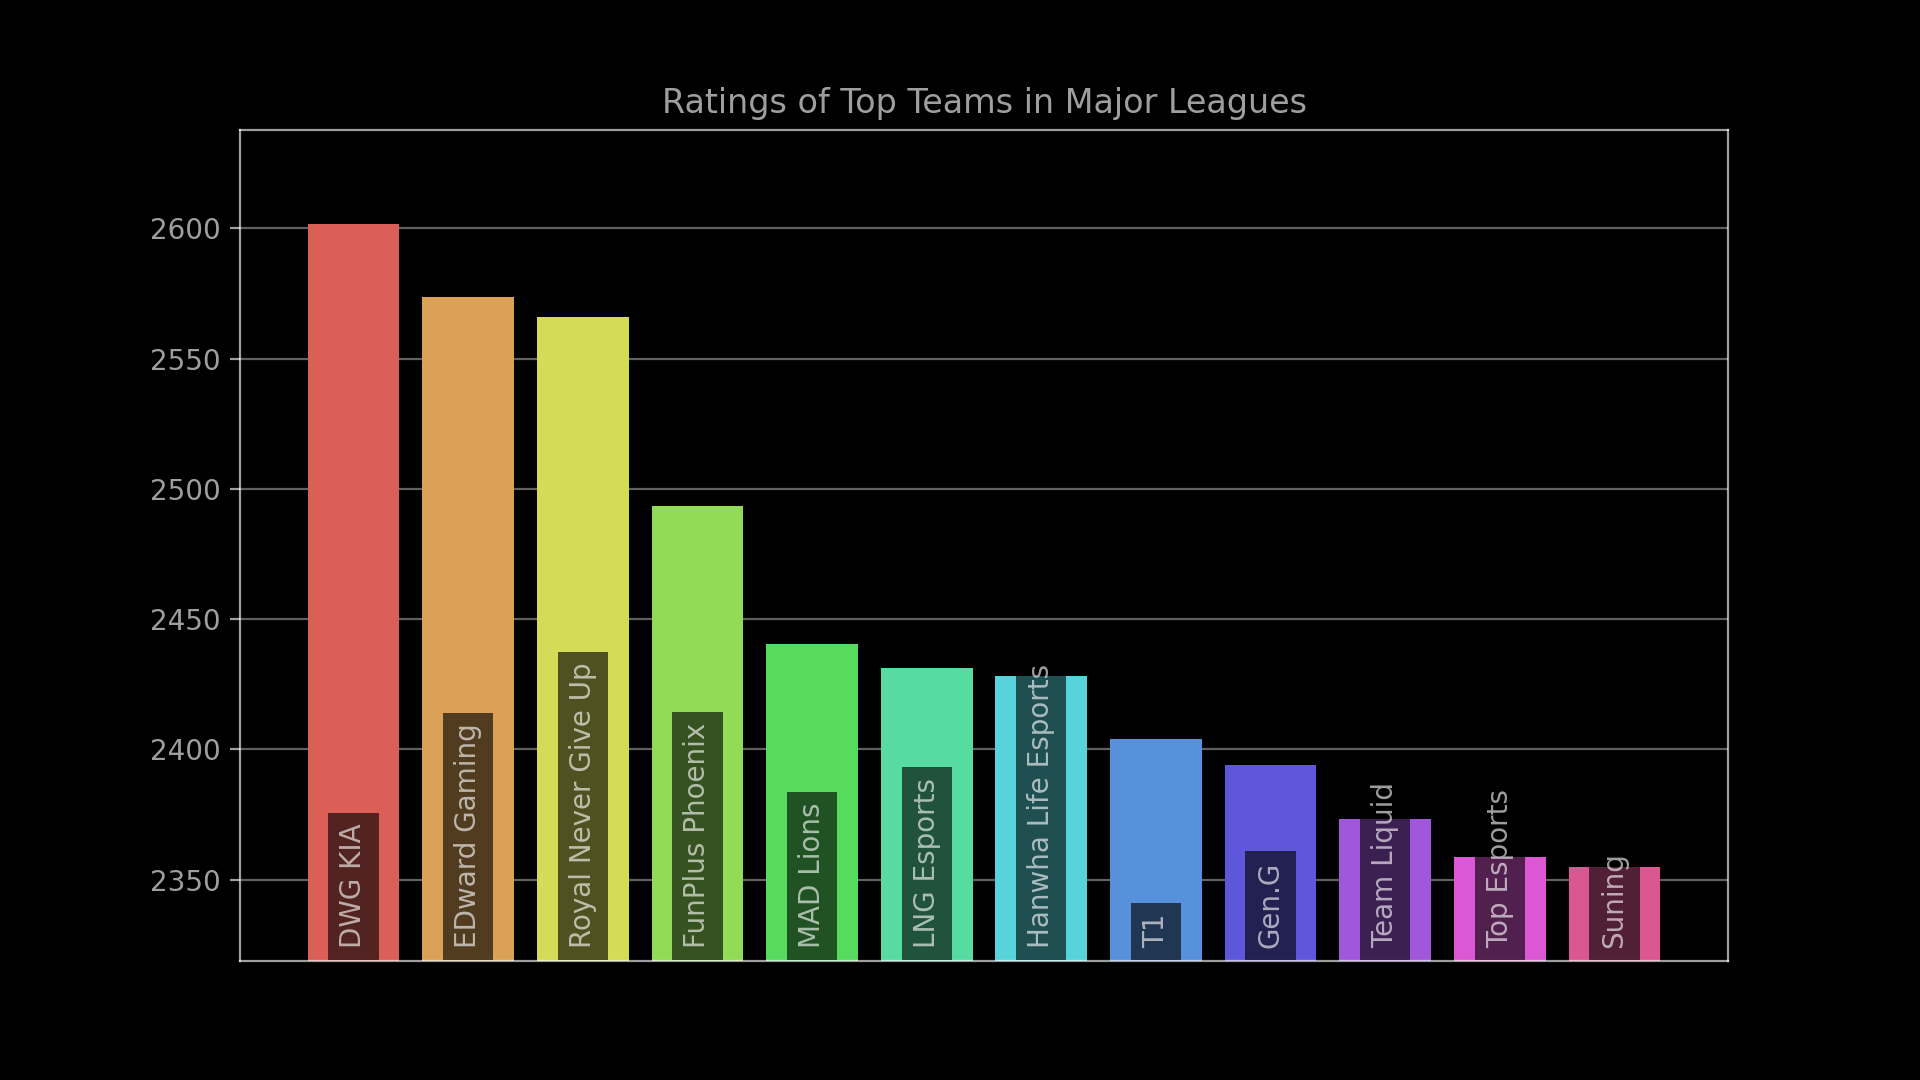 Ratings of Top Teams in Major Leagues
2600
2550
2500
2450
2400
2350
DWG KIA
EDward Gaming
Royal Never Give Up
FunPlus Phoenix
MAD Lions
LNG Esports
Hanwha Life Esports
T1
Gen.G
Team Liquid
Top Esports
Suning